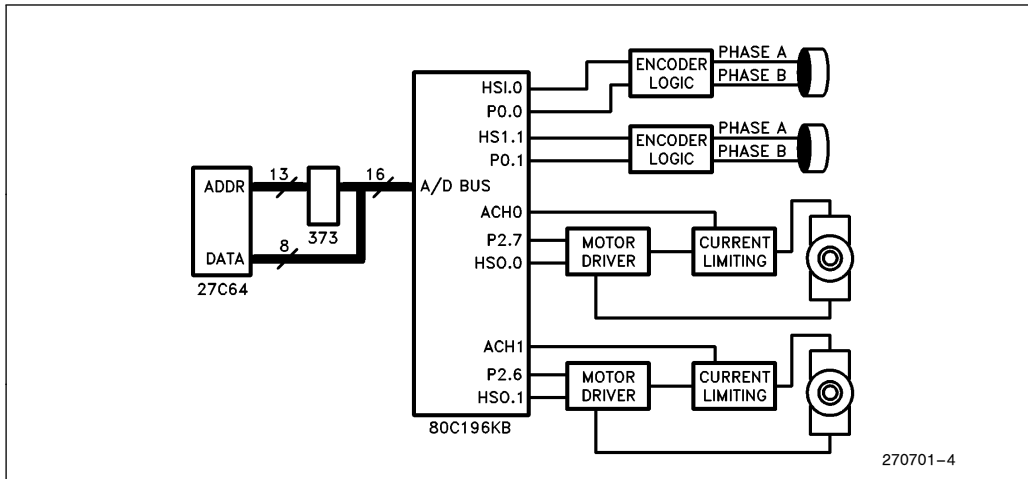 PHASE A
ENCODER
LOGIC
PHASE B
HSI.0
P0.0
PHASE A
HS1.1
ENCODER
LOGIC
P0.1
PHASE B
13
16
ADDR
A/D BUS
373
ACH0
8
DATA
P2.7
MOTOR
DRIVER
CURRENT
LIMITING
HSO.0
27C64
ACH1
P2.6
MOTOR
DRIVER
CURRENT
LIMITING
HSO.1
80C196KB
270701–4